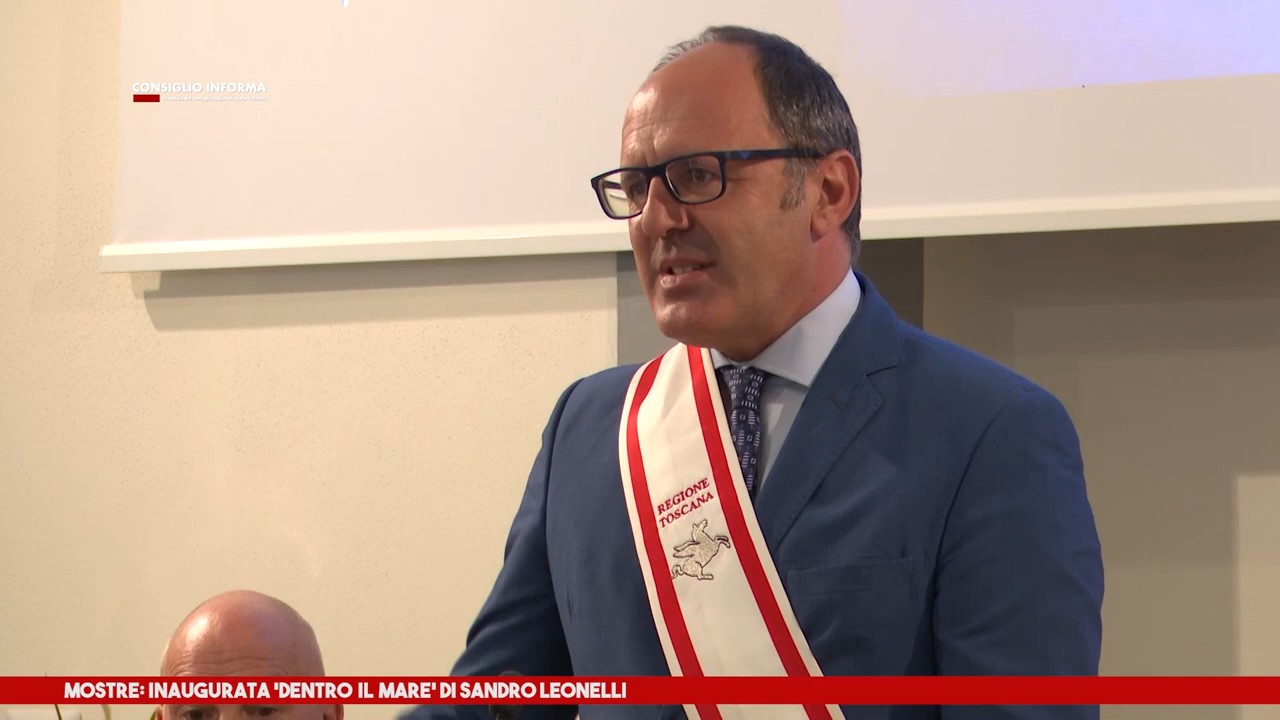 CONSIGLIO INFORMA
REGIONE
TOSCANA
MOSTRE: INAUGURATA 'DENTRO IL MARE' DI SANDRO LEONELLI